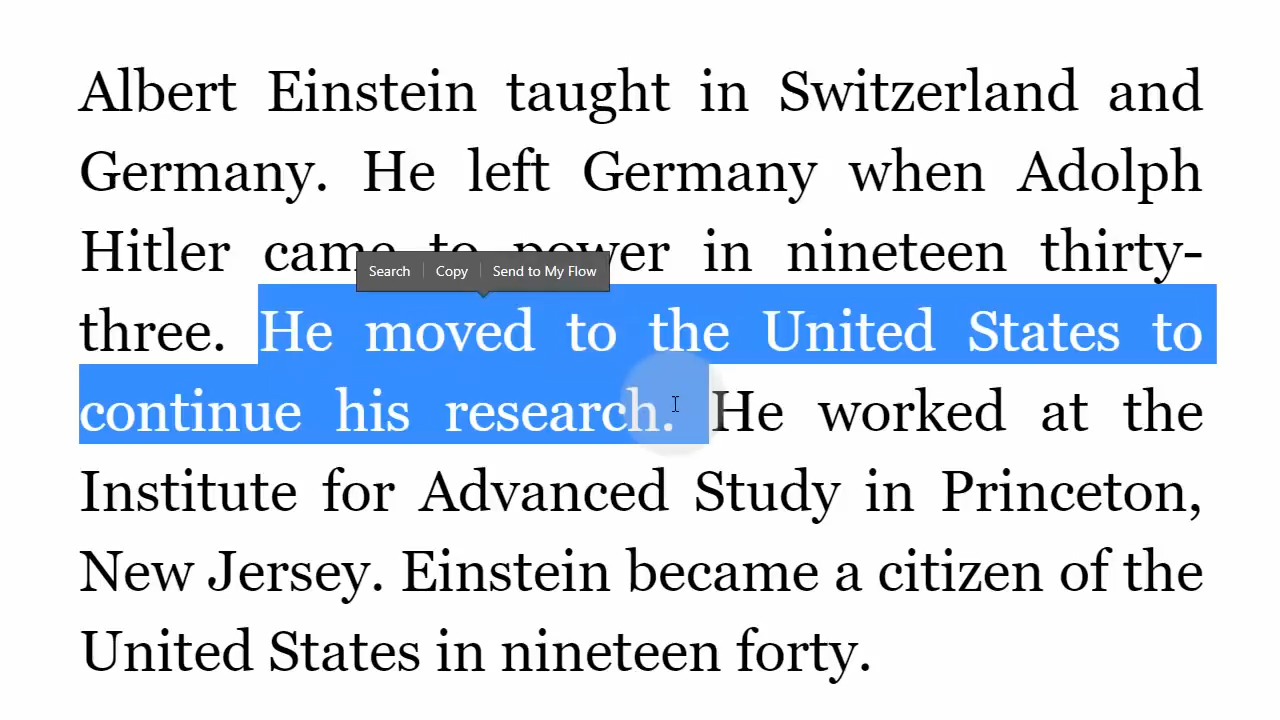 Albert Einstein taught in Switzerland and
Germany. He left Germany when Adolph
Hitler came to power in nineteen thirty-
Search Copy Send to My Flow
three. He moved to the United States to
continue his research. He worked at the
Institute for Advanced Study in Princeton,
New Jersey. Einstein became a citizen of the
United States in nineteen forty.